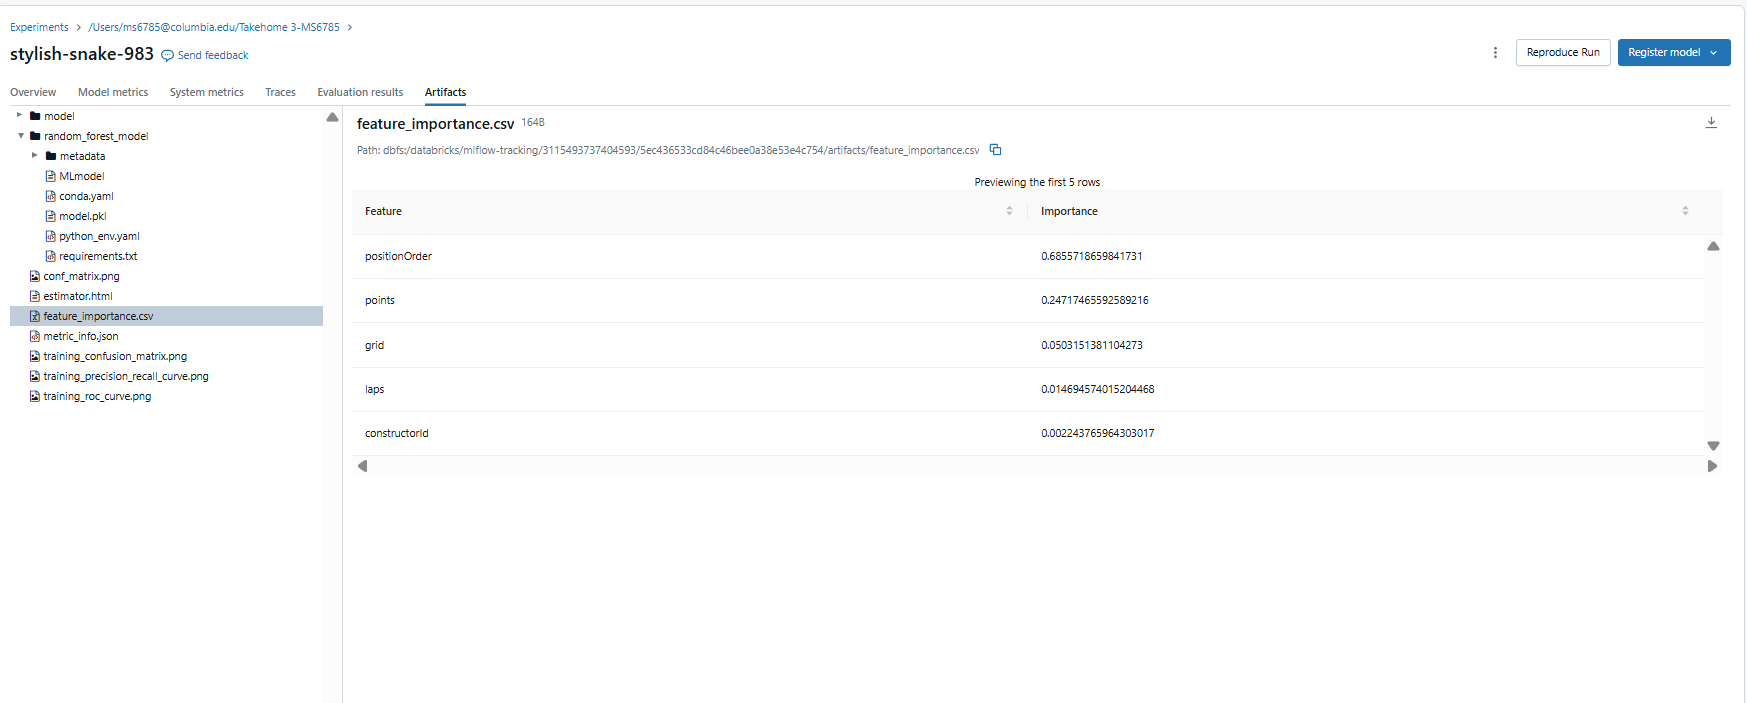 Experiments > /Users/ms6785@columbia.edu/Takehome 3-MS6785 >
stylish-snake-983 Send feedback
Reproduce Run
Register model
Overview Model metrics System metrics Traces Evaluation results Artifacts
model
random_forest_model
metadata
MLmodel
conda.yaml
model.pkl
python_env.yaml
requirements.txt
conf_matrix.png
estimator.html
feature_importance.csv
metric_info.json
training_confusion_matrix.png
training_precision_recall_curve.png
training_roc_curve.png
feature_importance.csv 164B
Path: dbfs:/databricks/mlflow-tracking/3115493737404593/5ec436533cd84c46bee0a38e53e4c754/artifacts/feature_importance.csv
Previewing the first 5 rows
Feature Importance
positionOrder 0.6855718659841731
points 0.24717465592589216
grid 0.0503151381104273
laps 0.014694574015204468
constructorId 0.002243765964303017